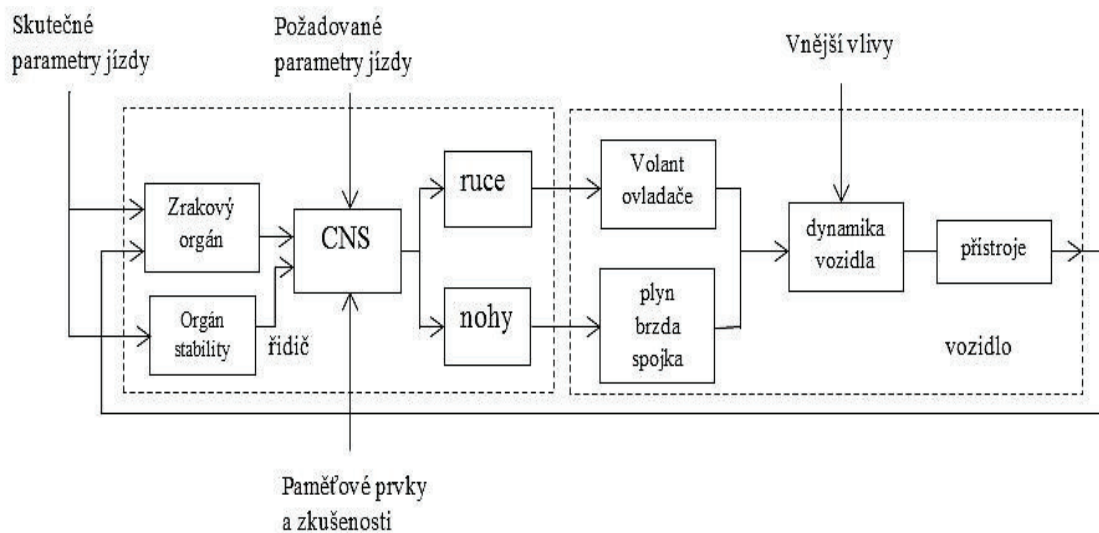 Skutečné
parametry jízdy
Požadované
parametry jízdy
Vnější vlivy
Zrakový
orgán
Orgán
stability
řidič
CNS
ruce
nohy
Volant
ovladače
plyn
brzda
spojka
dynamika
vozidla
přístroje
vozidlo
Paměťové prvky
a zkušenosti